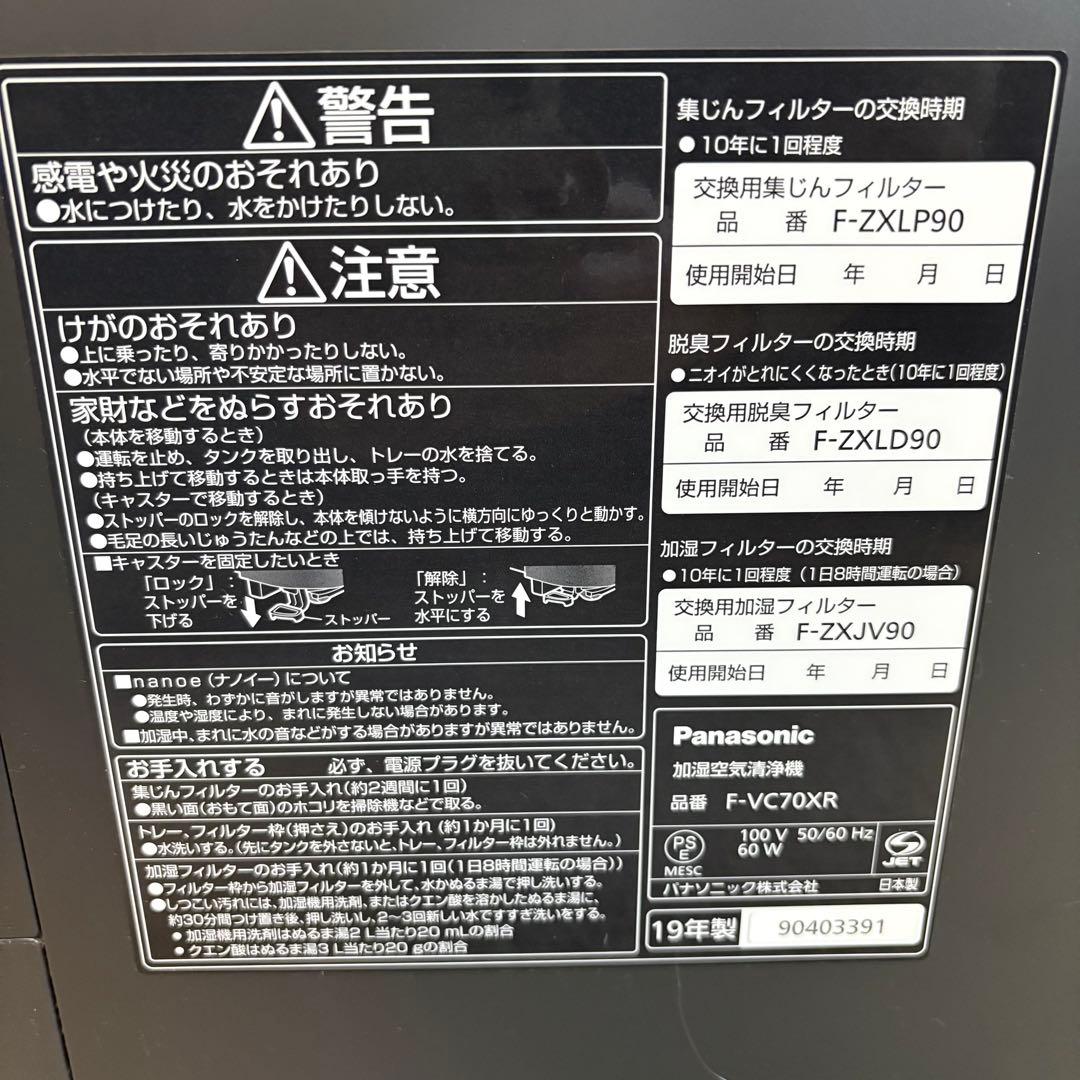 ⚠警告
感電や火災のおそれあり
●水につけたり、水をかけたりしない。
⚠注意
けがのおそれあり
●上に乗ったり、寄りかかったりしない。
●水平でない場所や不安定な場所に置かない。
家財などをぬらすおそれあり
(本体を移動するとき)
●運転を止め、タンクを取り出し、トレーの水を捨てる。
●持ち上げて移動するときは本体取っ手を持つ。
(キャスターで移動するとき)
●ストッパーのロックを解除し、本体を傾けないように横方向にゆっくりと動かす。
●毛足の長いじゅうたんなどの上では、持ち上げて移動する。
■キャスターを固定したいとき
「ロック」:
ストッパーを
下げる
ストッパー
「解除」:
ストッパーを
水平にする
お知らせ
■nanoe(ナノイー)について
●発生時、わずかに音がしますが異常ではありません。
●温度や湿度により、まれに発生しない場合があります。
■加湿中、まれに水の音などがする場合がありますが異常ではありません。
お手入れする 必ず、電源プラグを抜いてください。
集じんフィルターのお手入れ(約2週間に1回)
●黒い面(おもて面)のホコリを掃除機などで取る。
トレー、フィルター枠(押さえ)のお手入れ(約1か月に1回)
●水洗いする。(先にタンクを外さないと、トレー、フィルター枠は外れません。)
加湿フィルターのお手入れ(約1か月に1回(1日8時間運転の場合))
●フィルター枠から加湿フィルターを外して、水かぬるま湯で押し洗いする。
●しつこい汚れには、加湿機用洗剤、またはクエン酸を溶かしたぬるま湯に、
約30分間つけ置き後、押し洗いし、2~3回新しい水ですすぎ洗いをする。
・加湿機用洗剤はぬるま湯2 L当たり20 mLの割合
・クエン酸はぬるま湯3 L当たり20 gの割合
集じんフィルターの交換時期
●10年に1回程度
交換用集じんフィルター
品 番 F-ZXLP90
使用開始日 年 月 日
脱臭フィルターの交換時期
●ニオイがとれにくくなったとき(10年に1回程度)
交換用脱臭フィルター
品 番 F-ZXLD90
使用開始日 年 月 日
加湿フィルターの交換時期
●10年に1回程度(1日8時間運転の場合)
交換用加湿フィルター
品 番 F-ZXJV90
使用開始日 年 月 日
Panasonic
加湿空気清浄機
品番 F-VC70XR
PS
E
MESC
100 V 50/60 Hz
60 W
JET
パナソニック株式会社 日本製
19年製 90403391